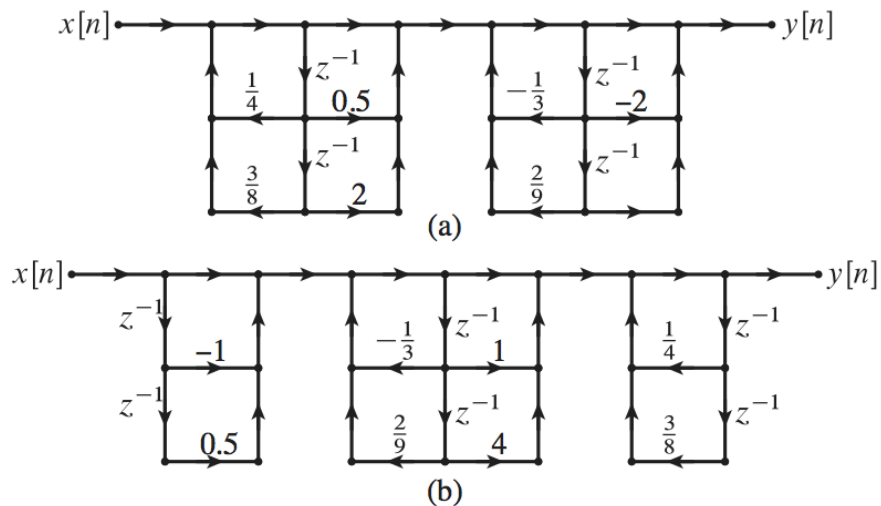 x[n] y[n]
z⁻¹ z⁻¹
1/4 0.5 −1/3 −2
z⁻¹ z⁻¹
3/8 2 2/9
(a)
x[n] y[n]
z⁻¹ z⁻¹ z⁻¹
−1 −1/3 1 1/4
z⁻¹ z⁻¹ z⁻¹
0.5 2/9 4 3/8
(b)